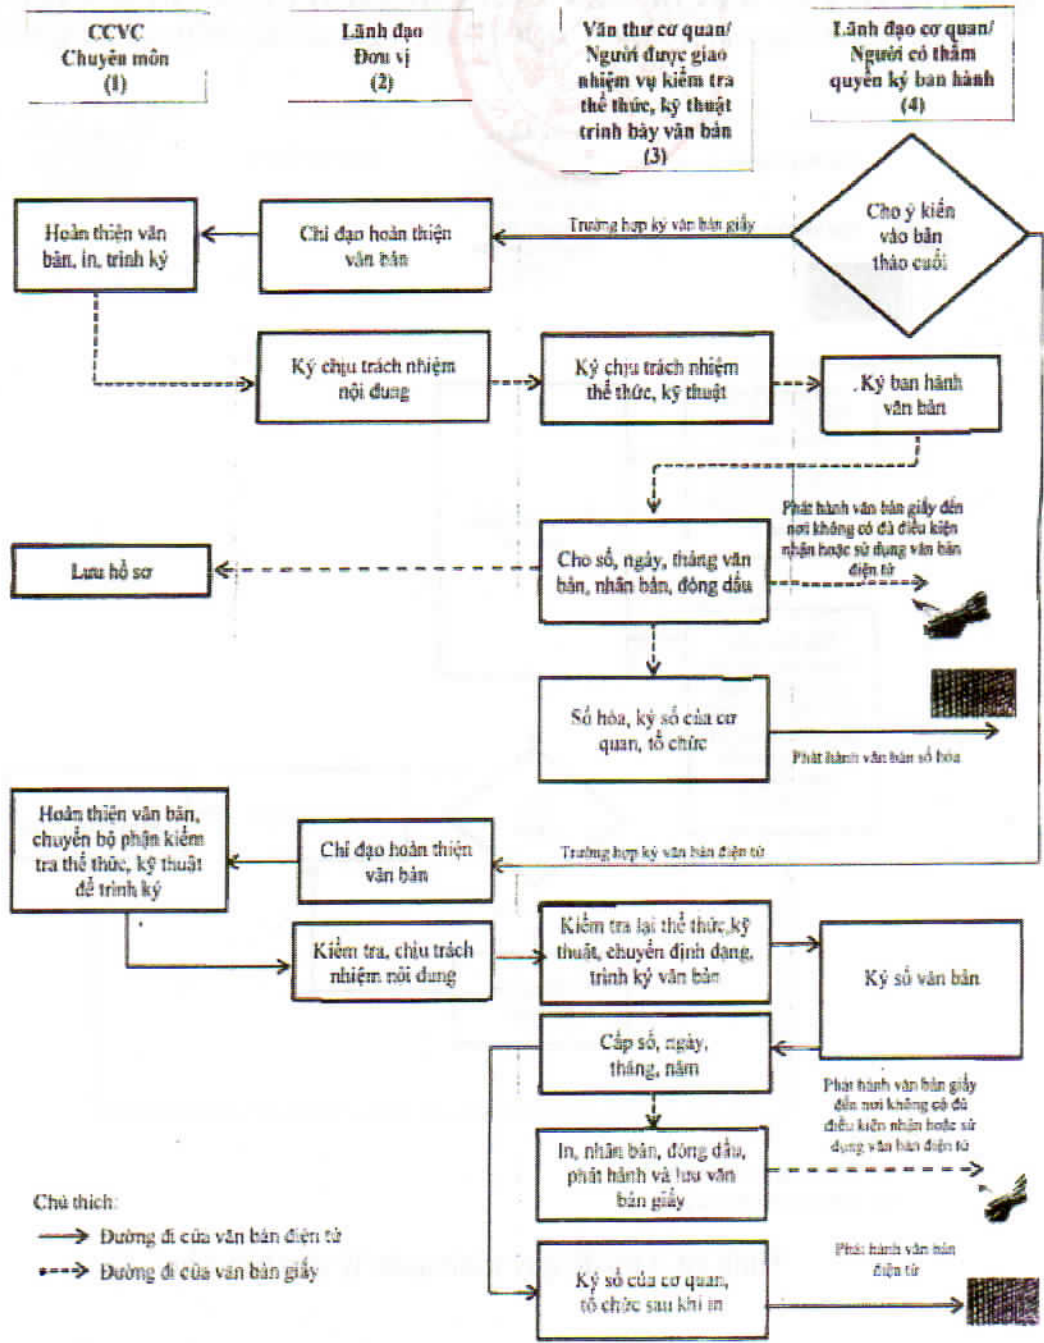 CCVC
Chuyên môn
(1)
Lãnh đạo
Đơn vị
(2)
Văn thư cơ quan/
Người được giao
nhiệm vụ kiểm tra
thể thức, kỹ thuật
trình bày văn bản
(3)
Lãnh đạo cơ quan/
Người có thẩm
quyền ký ban hành
(4)
Cho ý kiến
vào bản
thảo cuối
Trường hợp ký văn bản giấy
Chỉ đạo hoàn thiện
văn bản
Hoàn thiện văn
bản, in, trình ký
Ký chịu trách nhiệm
nội dung
Ký chịu trách nhiệm
thể thức, kỹ thuật
Ký ban hành
văn bản
Phát hành văn bản giấy đến
nơi không có đủ điều kiện
nhận hoặc sử dụng văn bản
điện tử
Cho số, ngày, tháng văn
bản, nhân bản, đóng dấu
Lưu hồ sơ
Số hóa, ký số của cơ
quan, tổ chức
Phát hành văn bản số hóa
Trường hợp ký văn bản điện tử
Chỉ đạo hoàn thiện
văn bản
Hoàn thiện văn bản,
chuyển bộ phận kiểm
tra thể thức, kỹ thuật
để trình ký
Kiểm tra, chịu trách
nhiệm nội dung
Kiểm tra lại thể thức,kỹ
thuật, chuyển định dạng,
trình ký văn bản
Ký số văn bản
Cấp số, ngày,
tháng, năm
Phát hành văn bản giấy
đến nơi không có đủ
điều kiện nhận hoặc sử
dụng văn bản điện tử
In, nhân bản, đóng dấu,
phát hành và lưu văn
bản giấy
Ký số của cơ quan,
tổ chức sau khi in
Phát hành văn bản
điện tử
Chú thích:
Đường đi của văn bản điện tử
Đường đi của văn bản giấy